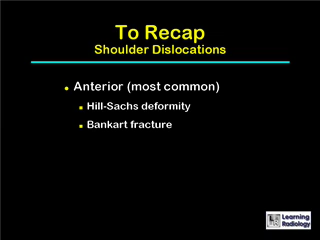 To Recap
Shoulder Dislocations
Anterior (most common)
Hill-Sachs deformity
Bankart fracture
Learning
Radiology